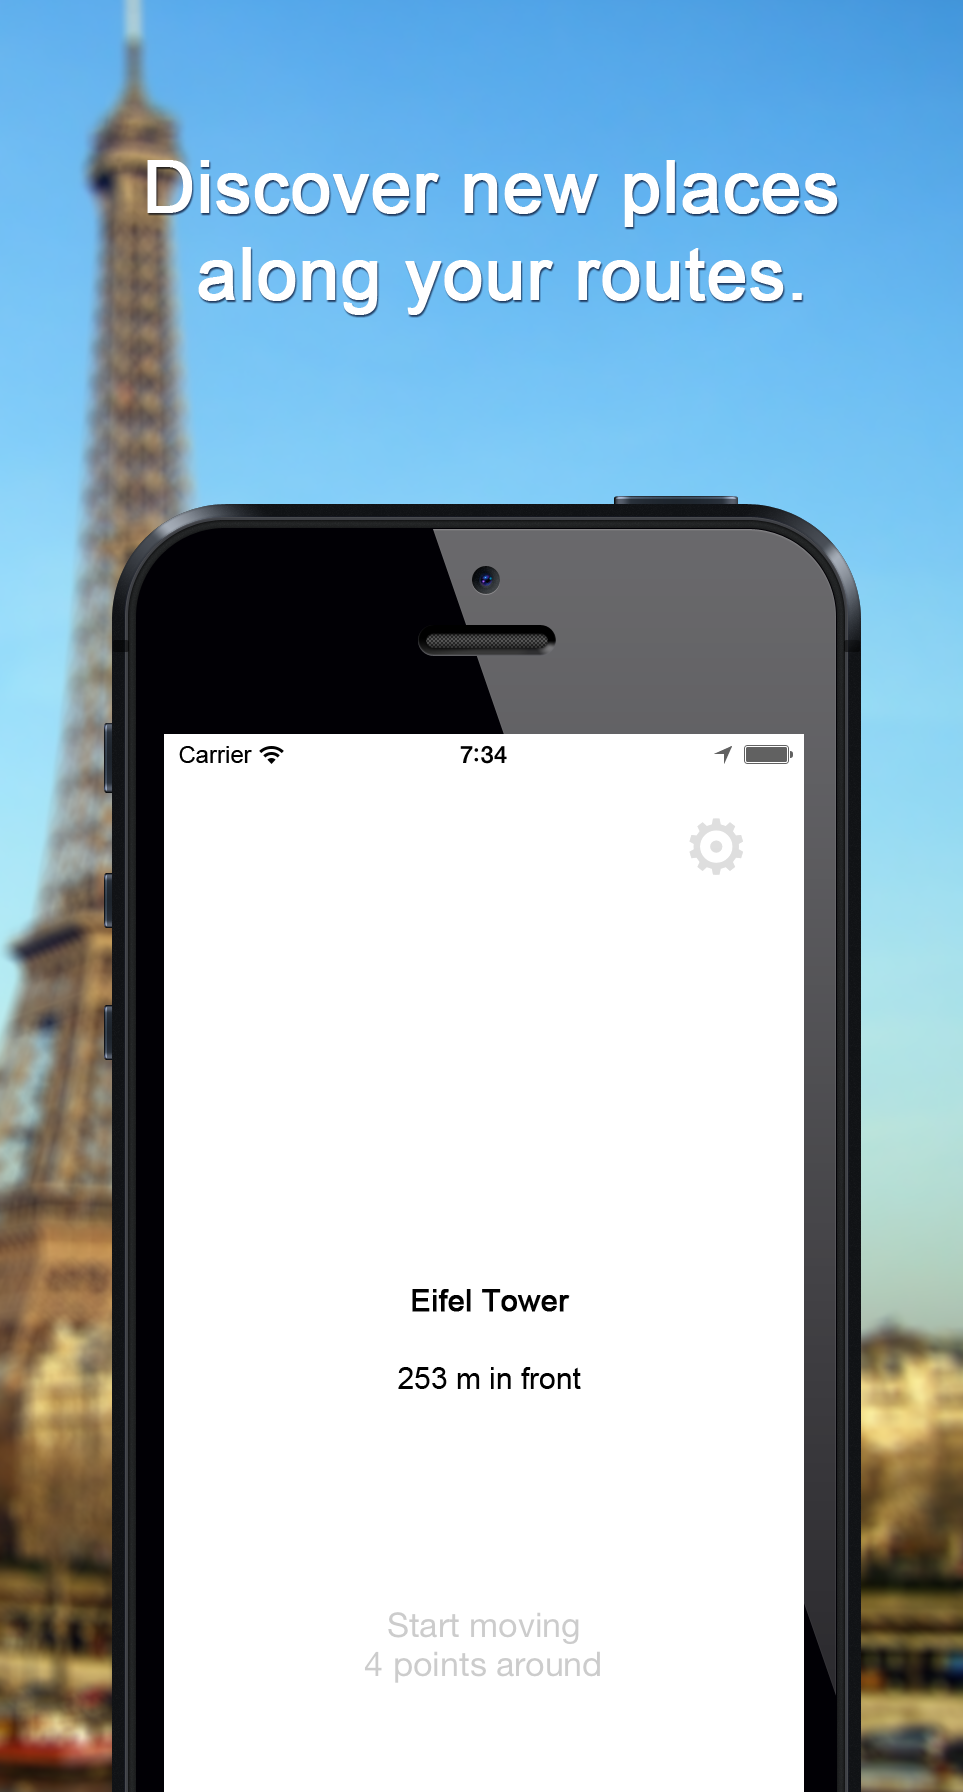 Discover new places
along your routes.
Carrier 7:34
Eifel Tower
253 m in front
Start moving
4 points around